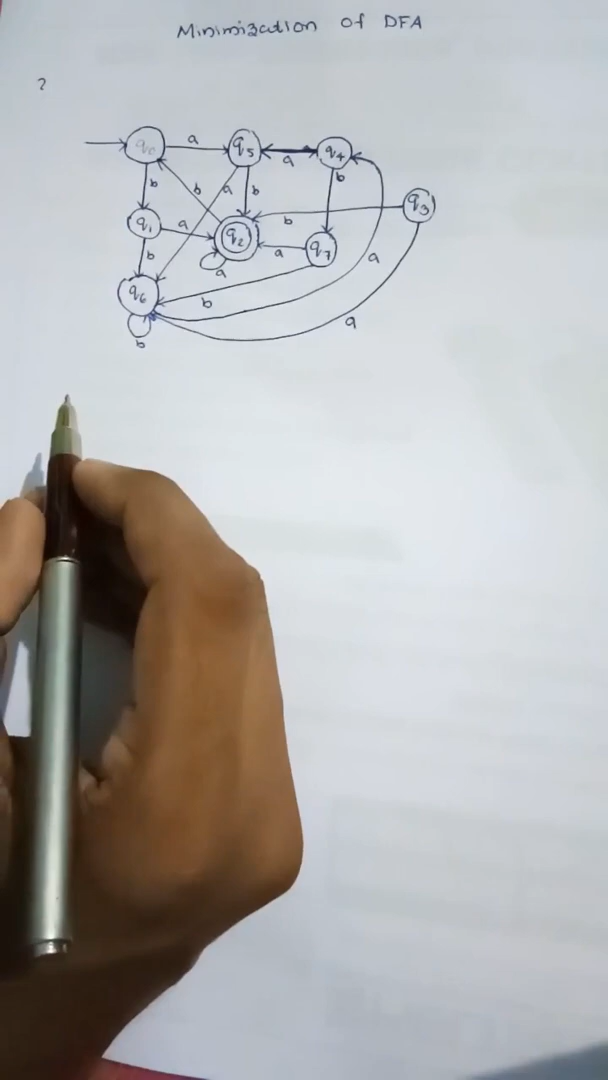 Minimization of DFA
?
q0 a q5 a q4
b b a b b
q1 a q2 b q3
b a a q7 a
q6 b
b a